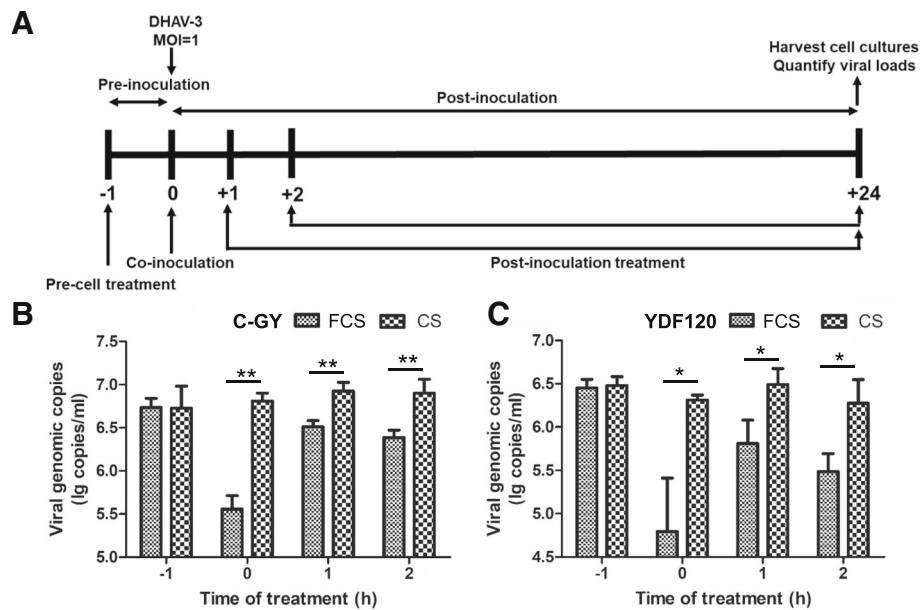 A
DHAV-3
MOI=1
Harvest cell cultures
Quantify viral loads
Pre-inoculation
Post-inoculation
-1
0
+1
+2
+24
Co-inoculation
Post-inoculation treatment
Pre-cell treatment
B
C-GY FCS CS
Viral genomic copies
(lg copies/ml)
7.5
7.0
6.5
6.0
5.5
5.0
**
**
**
-1
0
1
2
Time of treatment (h)
C
YDF120 FCS CS
Viral genomic copies
(lg copies/ml)
7.0
6.5
6.0
5.5
5.0
4.5
*
*
*
-1
0
1
2
Time of treatment (h)